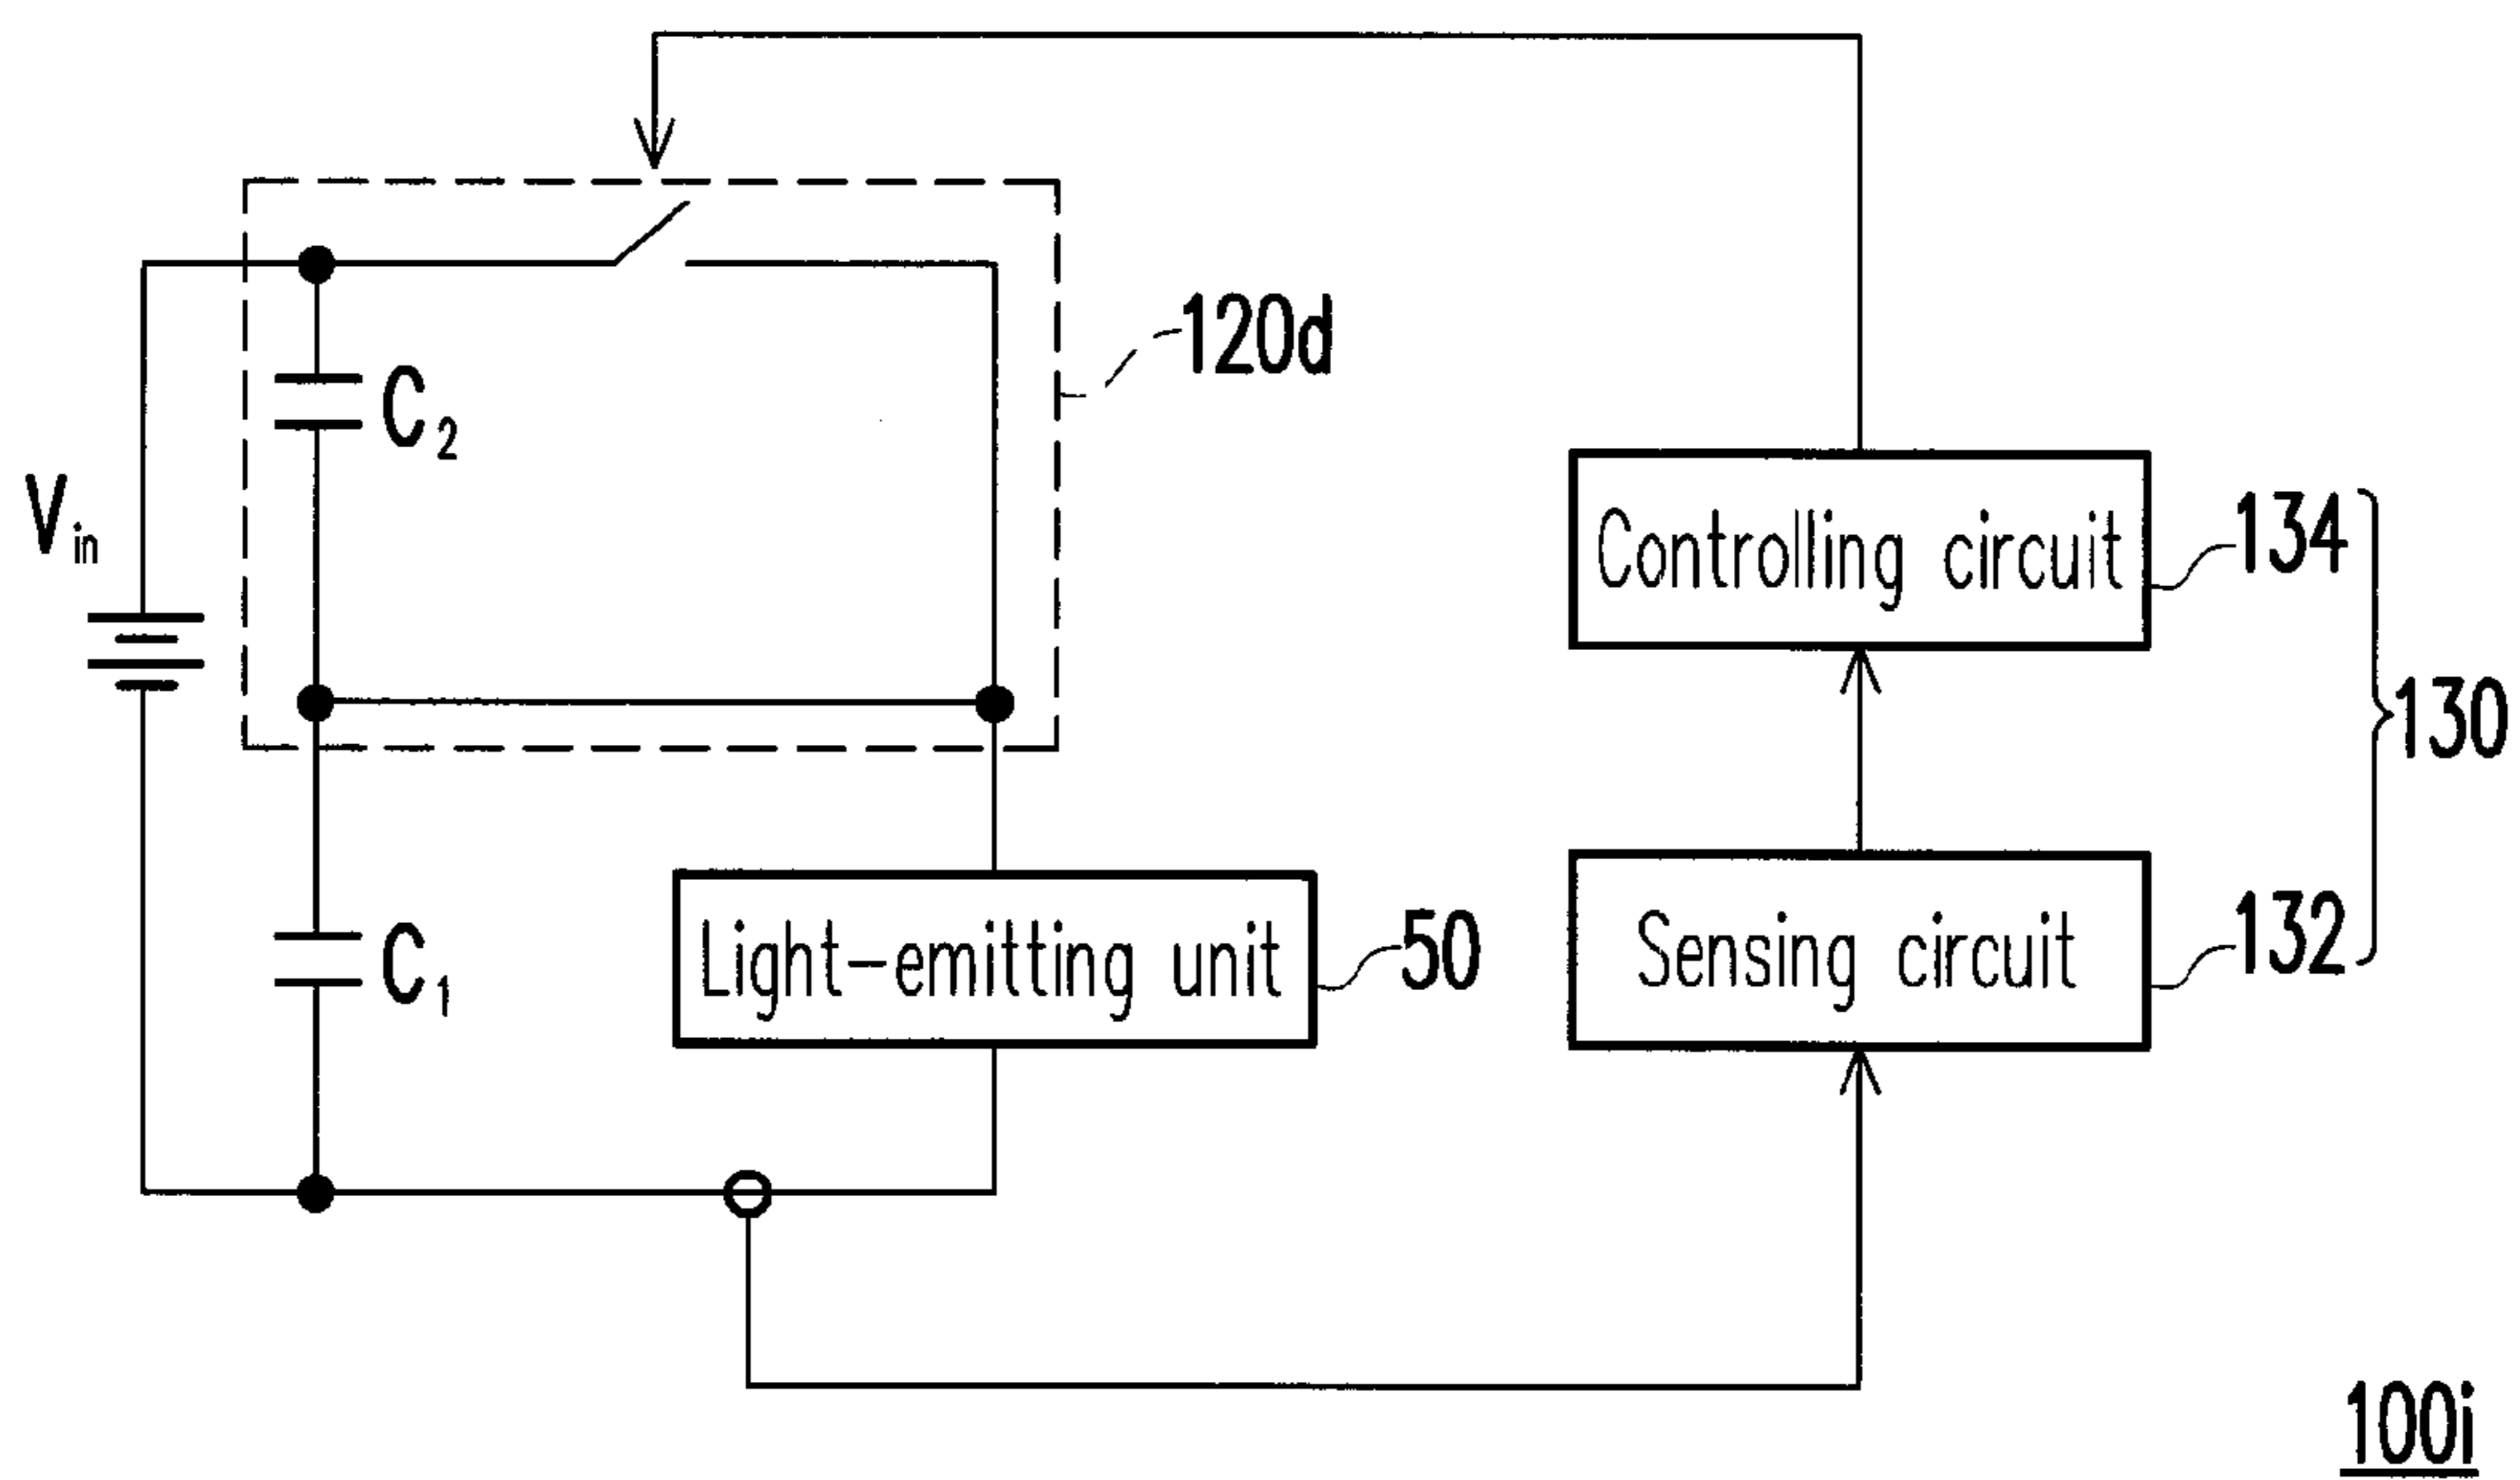 120d
C2
Vin
Controlling circuit
134
130
Light-emitting unit
50
Sensing circuit
132
C1
100i